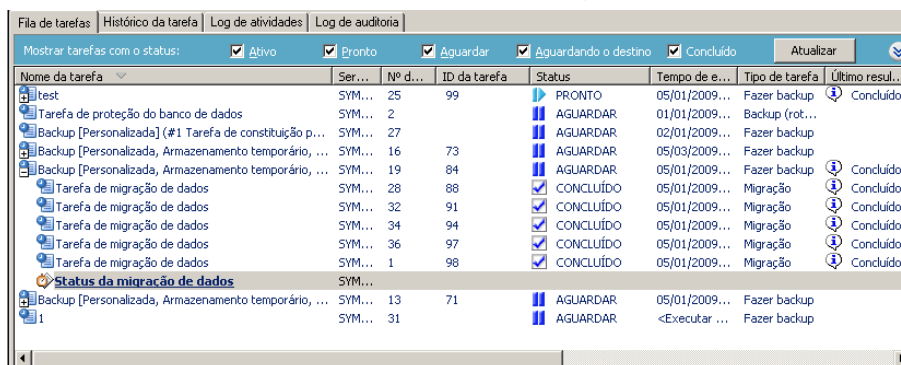 Fila de tarefas Histórico da tarefa Log de atividades Log de auditoria
Mostrar tarefas com o status: Ativo Pronto Aguardar Aguardando o destino Concluído Atualizar
Nome da tarefa Ser... Nº d... ID da tarefa Status Tempo de e... Tipo de tarefa Último resul...
test SYM... 25 99 PRONTO 05/01/2009... Fazer backup Concluído
Tarefa de proteção do banco de dados SYM... 2 AGUARDAR 01/01/2009... Backup (rot...
Backup [Personalizada] (#1 Tarefa de constituição p... SYM... 27 AGUARDAR 02/01/2009... Fazer backup
Backup [Personalizada, Armazenamento temporário, ... SYM... 16 73 AGUARDAR 05/03/2009... Fazer backup
Backup [Personalizada, Armazenamento temporário, ... SYM... 19 84 AGUARDAR 05/01/2009... Fazer backup Concluído
Tarefa de migração de dados SYM... 28 88 CONCLUÍDO 05/01/2009... Migração Concluído
Tarefa de migração de dados SYM... 32 91 CONCLUÍDO 05/01/2009... Migração Concluído
Tarefa de migração de dados SYM... 34 94 CONCLUÍDO 05/01/2009... Migração Concluído
Tarefa de migração de dados SYM... 36 97 CONCLUÍDO 05/01/2009... Migração Concluído
Tarefa de migração de dados SYM... 1 98 CONCLUÍDO 05/01/2009... Migração Concluído
Status da migração de dados SYM...
Backup [Personalizada, Armazenamento temporário, ... SYM... 13 71 AGUARDAR 05/01/2009... Fazer backup
1 SYM... 31 AGUARDAR <Executar ... Fazer backup